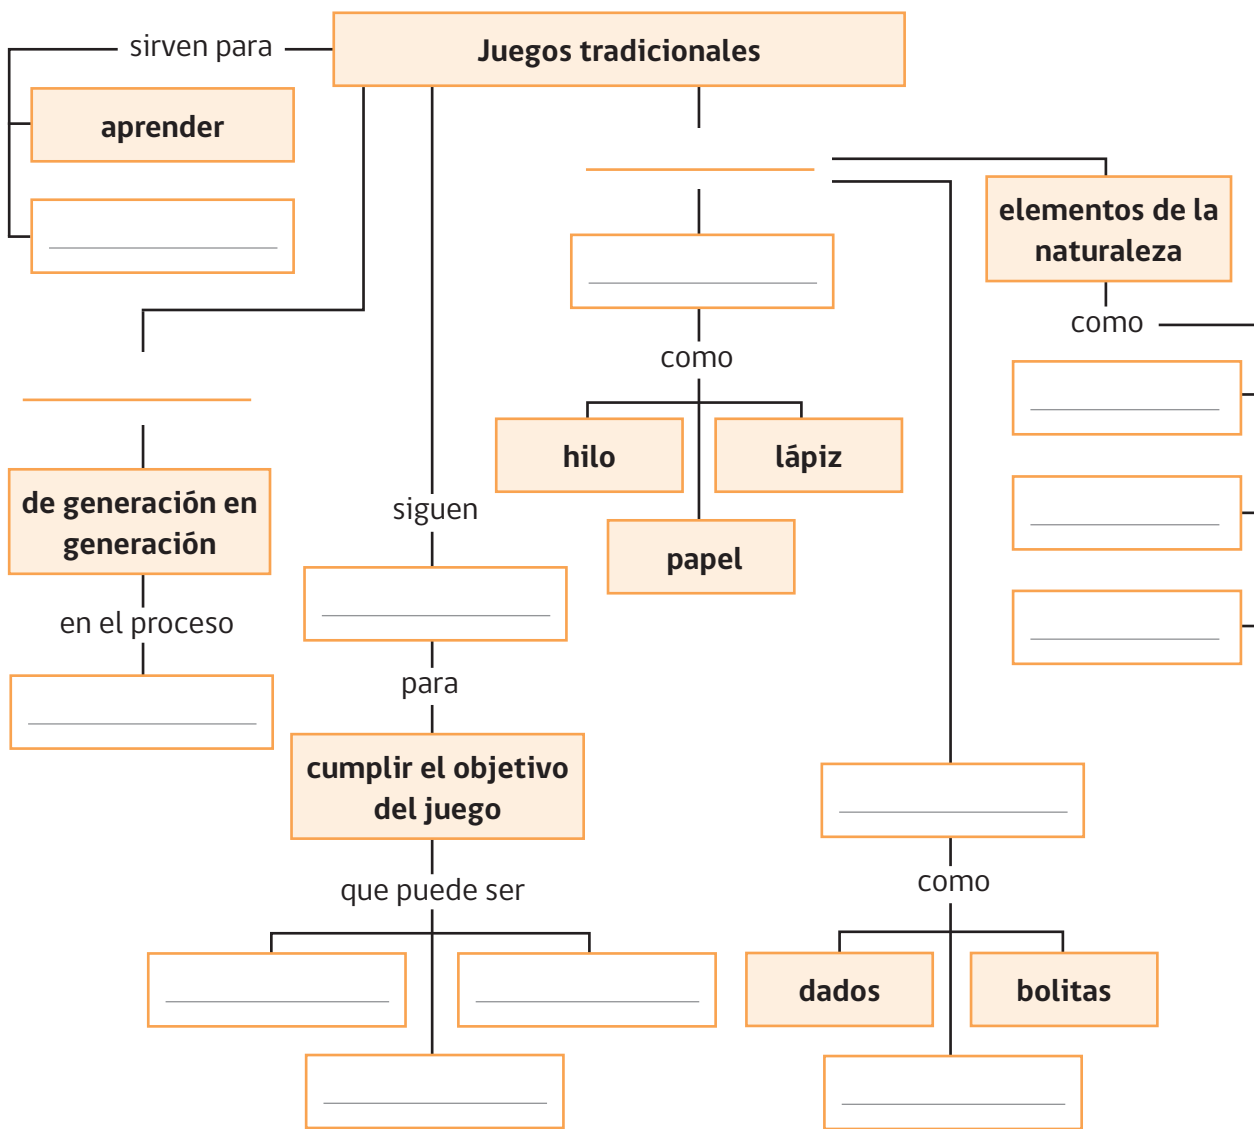 Juegos tradicionales
sirven para
aprender
elementos de la
naturaleza
como
como
hilo
lápiz
papel
de generación en
generación
en el proceso
siguen
para
cumplir el objetivo
del juego
que puede ser
como
dados
bolitas